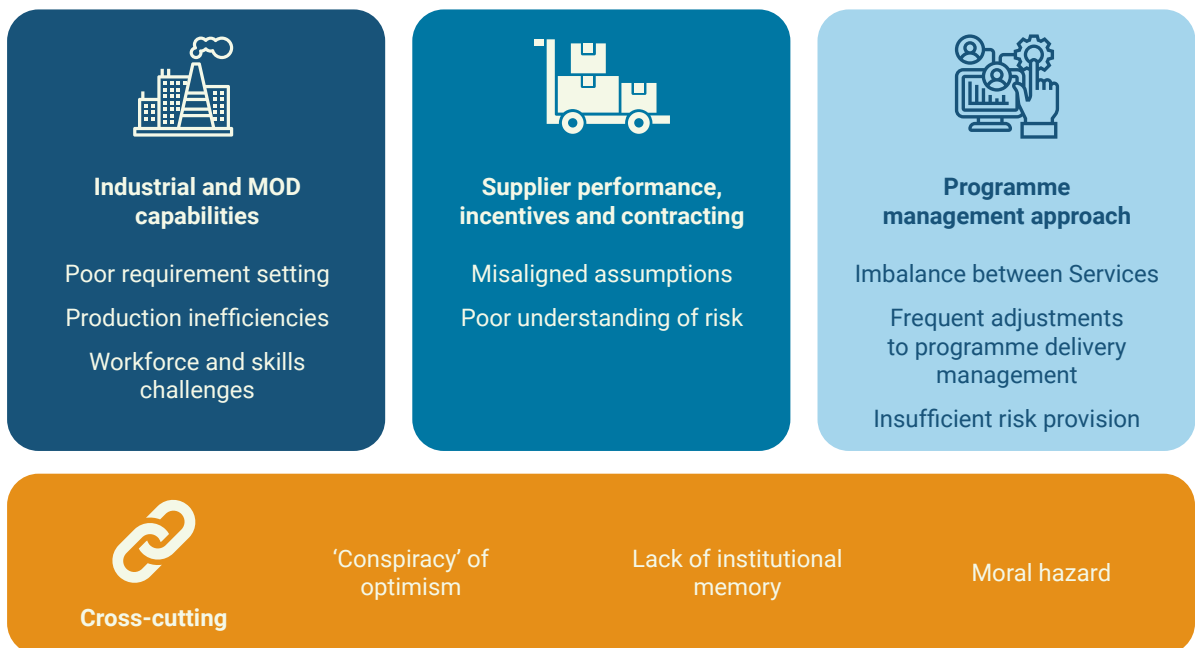 Industrial and MOD
capabilities
Poor requirement setting
Production inefficiencies
Workforce and skills
challenges
Supplier performance,
incentives and contracting
Misaligned assumptions
Poor understanding of risk
Programme
management approach
Imbalance between Services
Frequent adjustments
to programme delivery
management
Insufficient risk provision
Cross-cutting
‘Conspiracy’ of
optimism
Lack of institutional
memory
Moral hazard